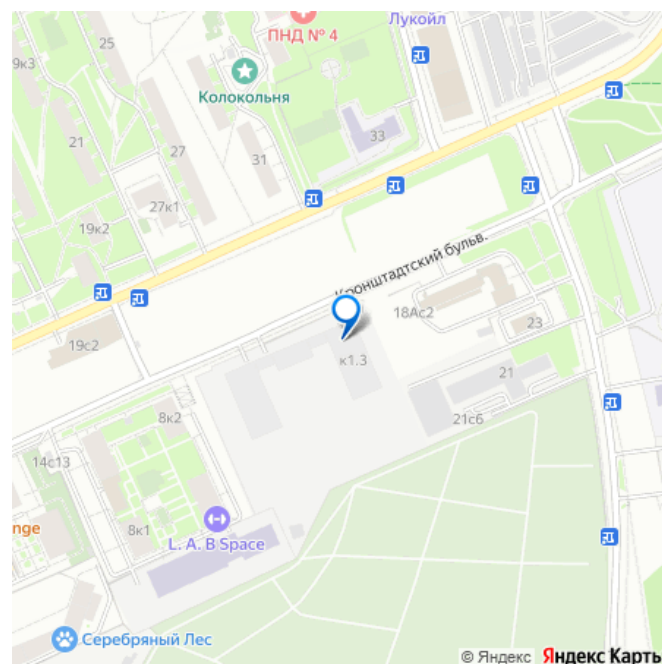 ПНД № 4
Лукойл
25
9к3
Колокольня
33
21
27
31
27к1
19к2
Кронштадтский бульв.
18Ас2
23
19с2
к1.3
21
21с6
8к2
14с13
nge
8к1
L. A. B Space
Серебряный Лес
© Яндекс Яндекс Карты